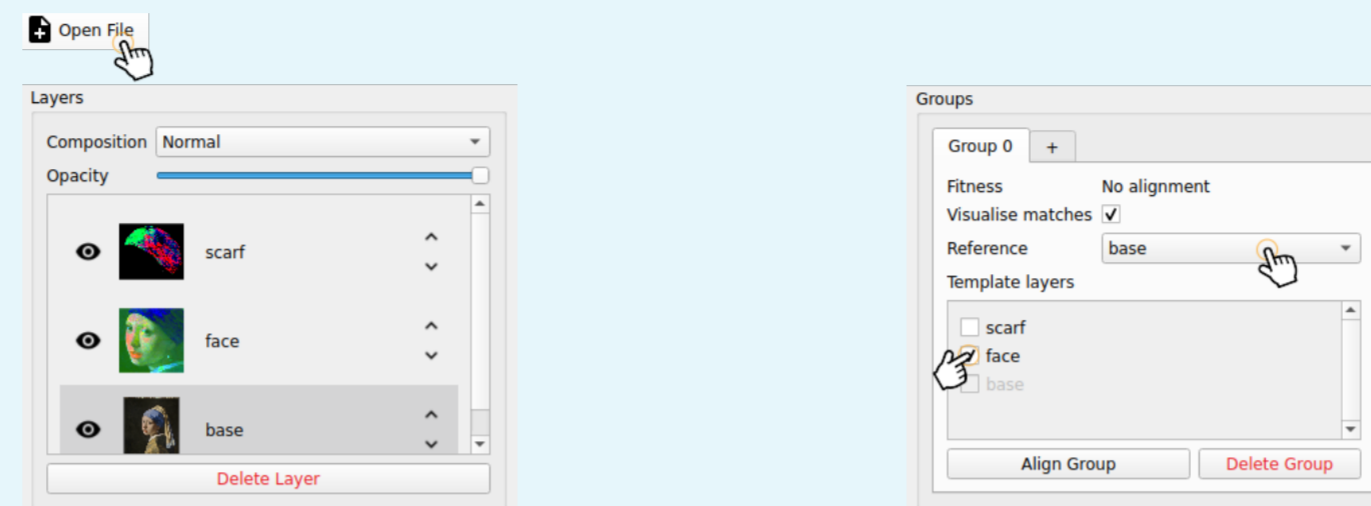 Open File
Layers
Composition Normal
Opacity
scarf
face
base
Delete Layer
Groups
Group 0 +
Fitness No alignment
Visualise matches
Reference base
Template layers
scarf
face
base
Align Group Delete Group